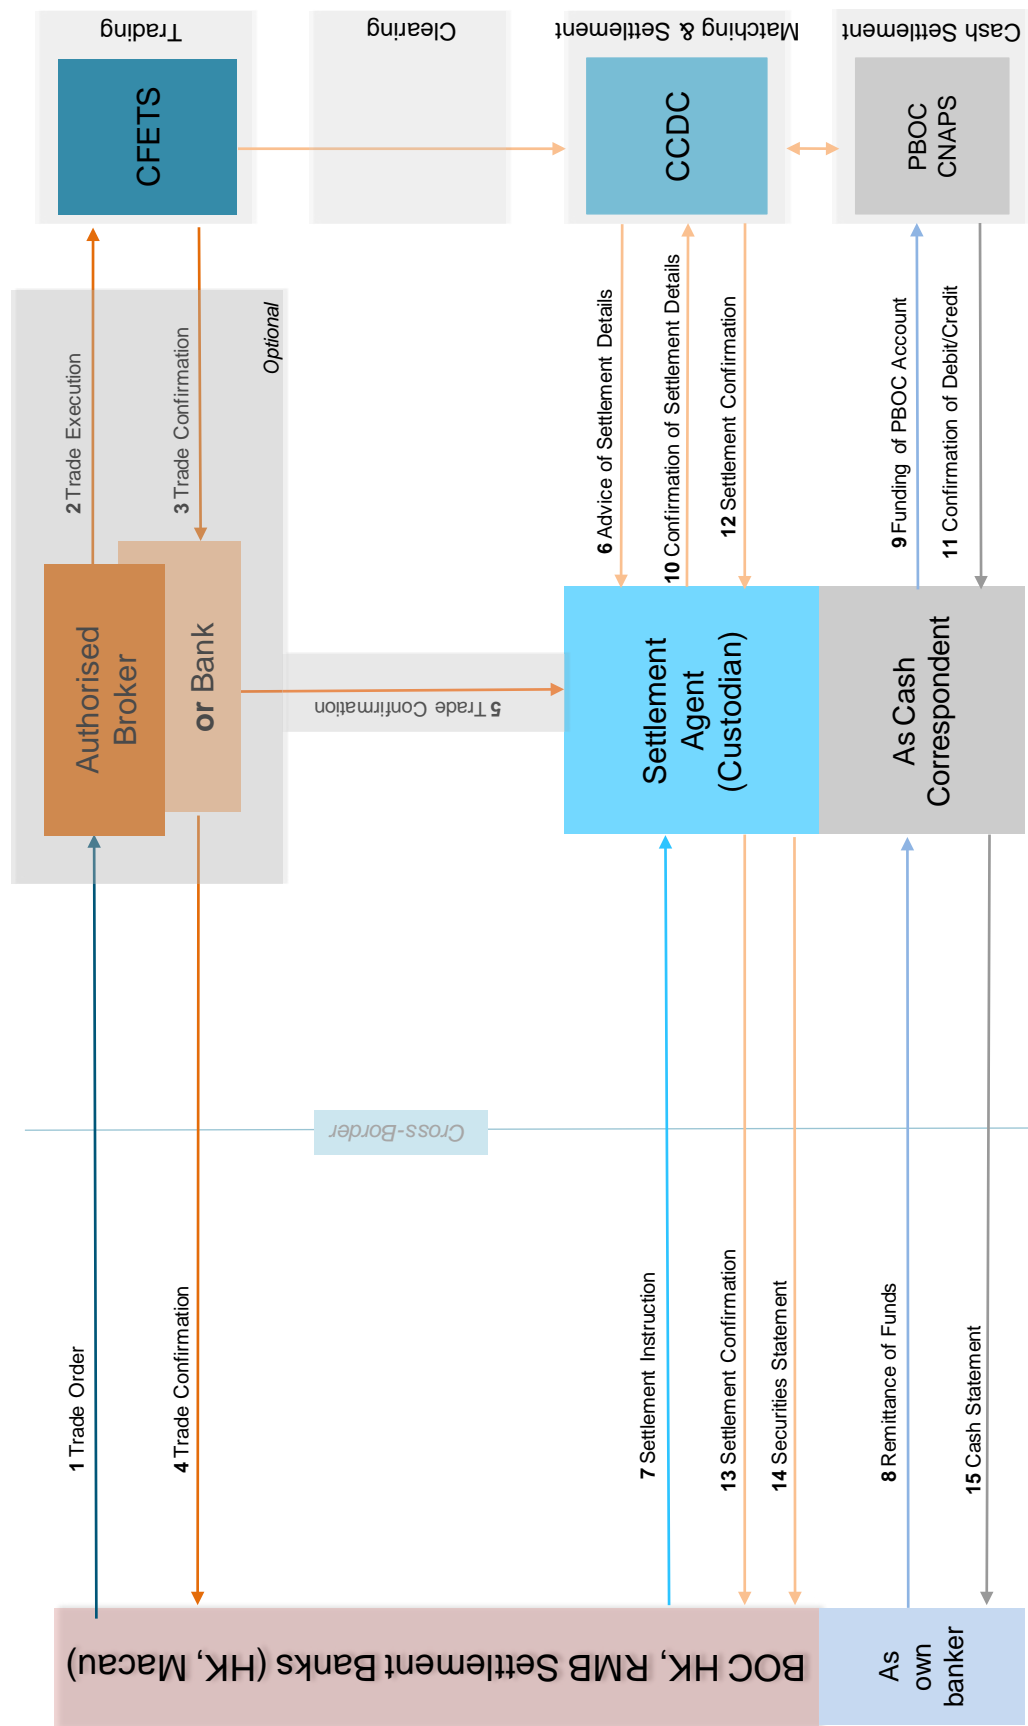 Trading
CFETS
Clearing
Matching & Settlement
CCDC
Cash Settlement
PBOC
CNAPS
Optional
2 Trade Execution
3 Trade Confirmation
Authorised
Broker
or Bank
5 Trade Confirmation
6 Advice of Settlement Details
10 Confirmation of Settlement Details
12 Settlement Confirmation
9 Funding of PBOC Account
11 Confirmation of Debit/Credit
Settlement
Agent
(Custodian)
As Cash
Correspondent
Cross-Border
1 Trade Order
4 Trade Confirmation
7 Settlement Instruction
13 Settlement Confirmation
14 Securities Statement
8 Remittance of Funds
15 Cash Statement
BOC HK, RMB Settlement Banks (HK, Macau)
As
own
banker